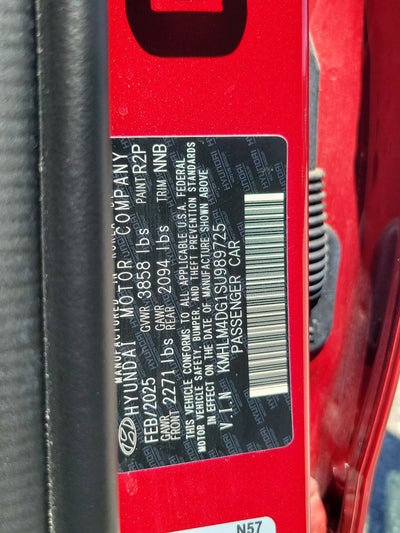 MANUFACTURED
HYUNDAI MOTOR COMPANY
FEB/2025 GVWR 3858 lbs PAINT R2P
GAWR FRONT 2271 lbs GAWR REAR 2094 lbs TRIM NNB
THIS VEHICLE CONFORMS TO ALL APPLICABLE U.S.A. FEDERAL
MOTOR VEHICLE SAFETY, BUMPER, AND THEFT PREVENTION STANDARDS
IN EFFECT ON THE DATE OF MANUFACTURE SHOWN ABOVE
V.I.N KMHLM4DG1SU989725
PASSENGER CAR
N57